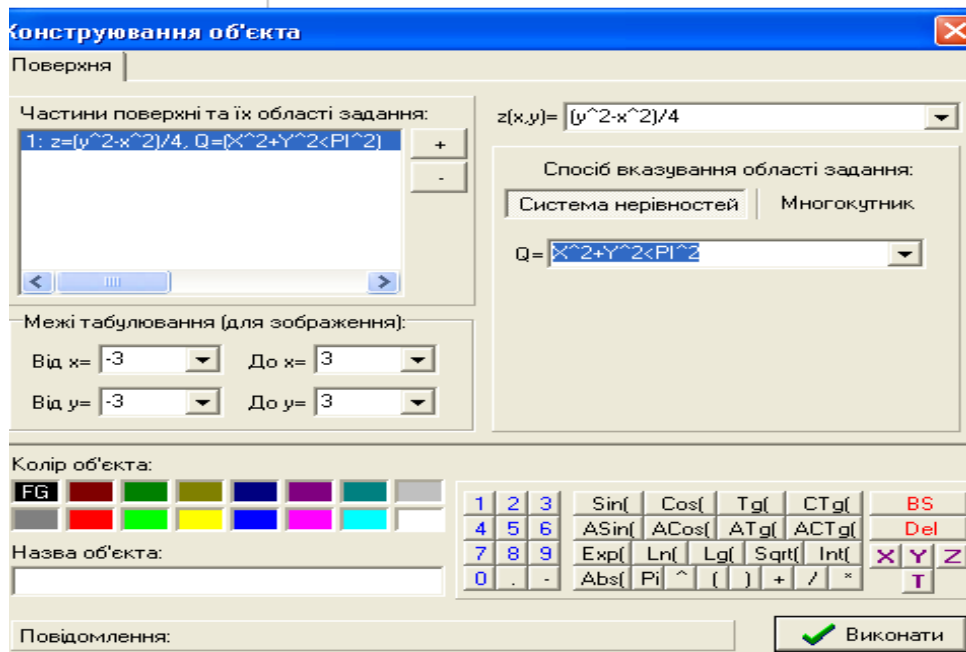 Конструювання об'єкта
Поверхня
Частини поверхні та їх області задання:
1: z=(y^2-x^2)/4, Q=(X^2+Y^2<PI^2)
+
-
z(x,y)= (y^2-x^2)/4
Спосіб вказування області задання:
Система нерівностей Многокутник
Q= X^2+Y^2<PI^2
Межі табулювання (для зображення):
Від x= -3 До x= 3
Від y= -3 До y= 3
Колір об'єкта:
FG
Назва об'єкта:
1 2 3 Sin( Cos( Tg( CTg( BS
4 5 6 ASin( ACos( ATg( ACTg( Del
7 8 9 Exp( Ln( Lg( Sqrt( Int( X Y Z
0 . - Abs( Pi ^ ( ) + / * T
Повідомлення:
Виконати